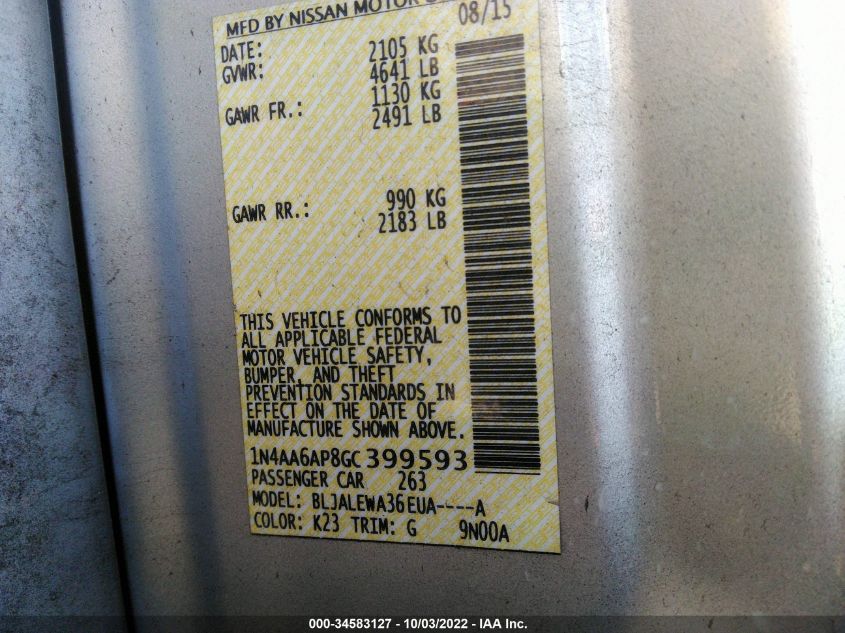 MFD BY NISSAN MOTOR
08/15
DATE:
2105 KG
GVWR:
4641 LB
1130 KG
GAWR FR.:
2491 LB
990 KG
GAWR RR.:
2183 LB
THIS VEHICLE CONFORMS TO
ALL APPLICABLE FEDERAL
MOTOR VEHICLE SAFETY,
BUMPER, AND THEFT
PREVENTION STANDARDS IN
EFFECT ON THE DATE OF
MANUFACTURE SHOWN ABOVE.
1N4AA6AP8GC399593
PASSENGER CAR 263
MODEL: BLJALEWA36EUA----A
COLOR: K23 TRIM: G 9N00A
000-34583127 - 10/03/2022 - IAA Inc.